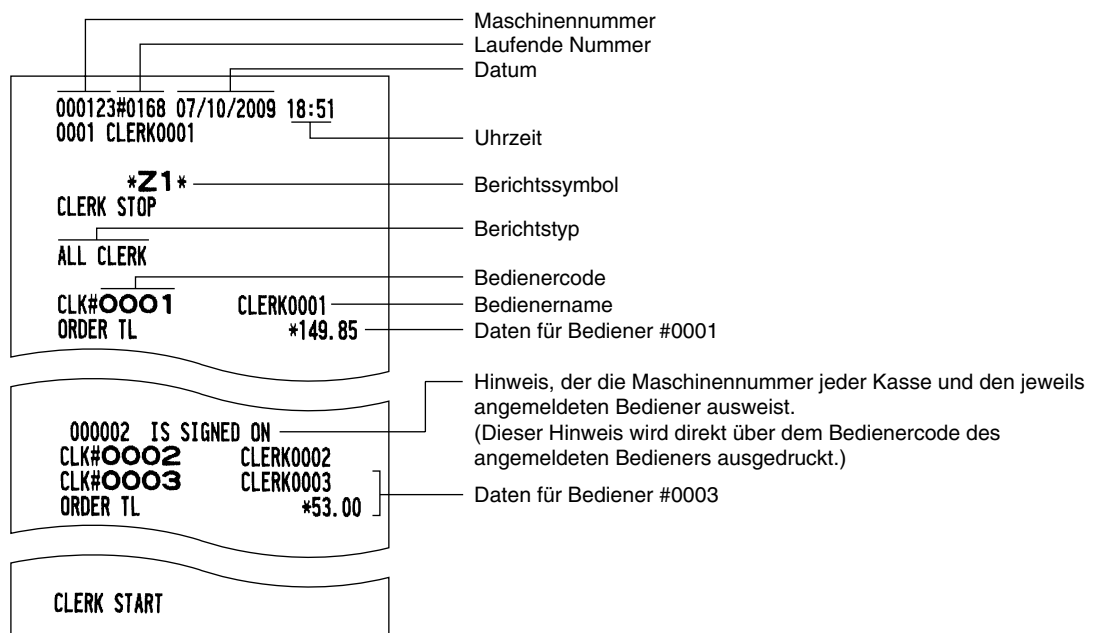 Maschinennummer
Laufende Nummer
Datum
000123#0168 07/10/2009 18:51
0001 CLERK0001
Uhrzeit
*Z1*
Berichtssymbol
CLERK STOP
Berichtstyp
ALL CLERK
Bedienercode
CLK#0001 CLERK0001
Bedienername
ORDER TL *149.85
Daten für Bediener #0001
Hinweis, der die Maschinennummer jeder Kasse und den jeweils
angemeldeten Bediener ausweist.
(Dieser Hinweis wird direkt über dem Bedienercode des
angemeldeten Bedieners ausgedruckt.)
000002 IS SIGNED ON
CLK#0002 CLERK0002
CLK#0003 CLERK0003
ORDER TL *53.00
Daten für Bediener #0003
CLERK START